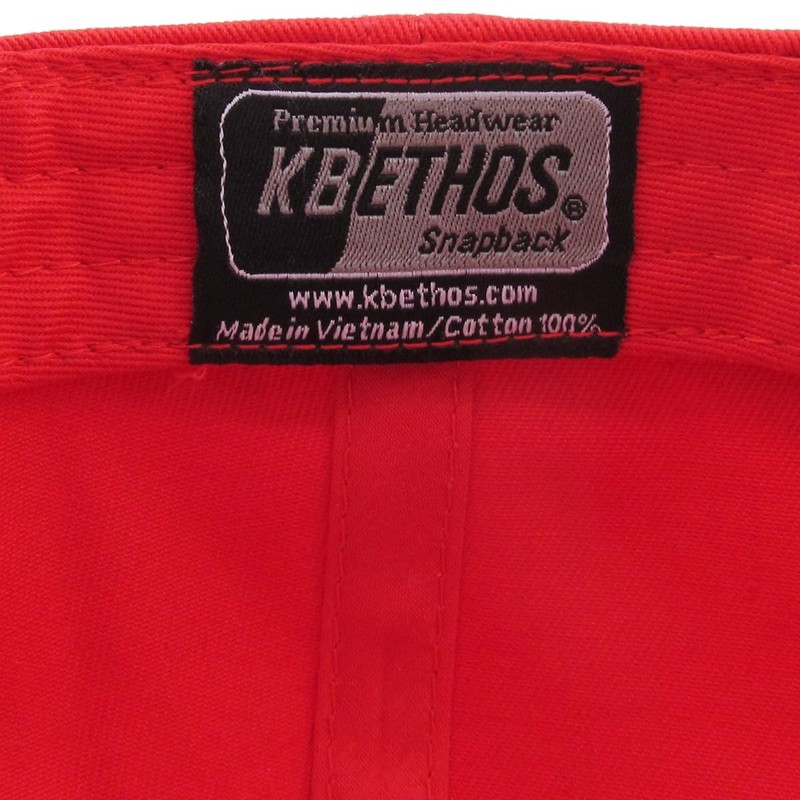 Premium Headwear
KBETHOS®
Snapback
www.kbethos.com
Made in Vietnam/Cotton 100%